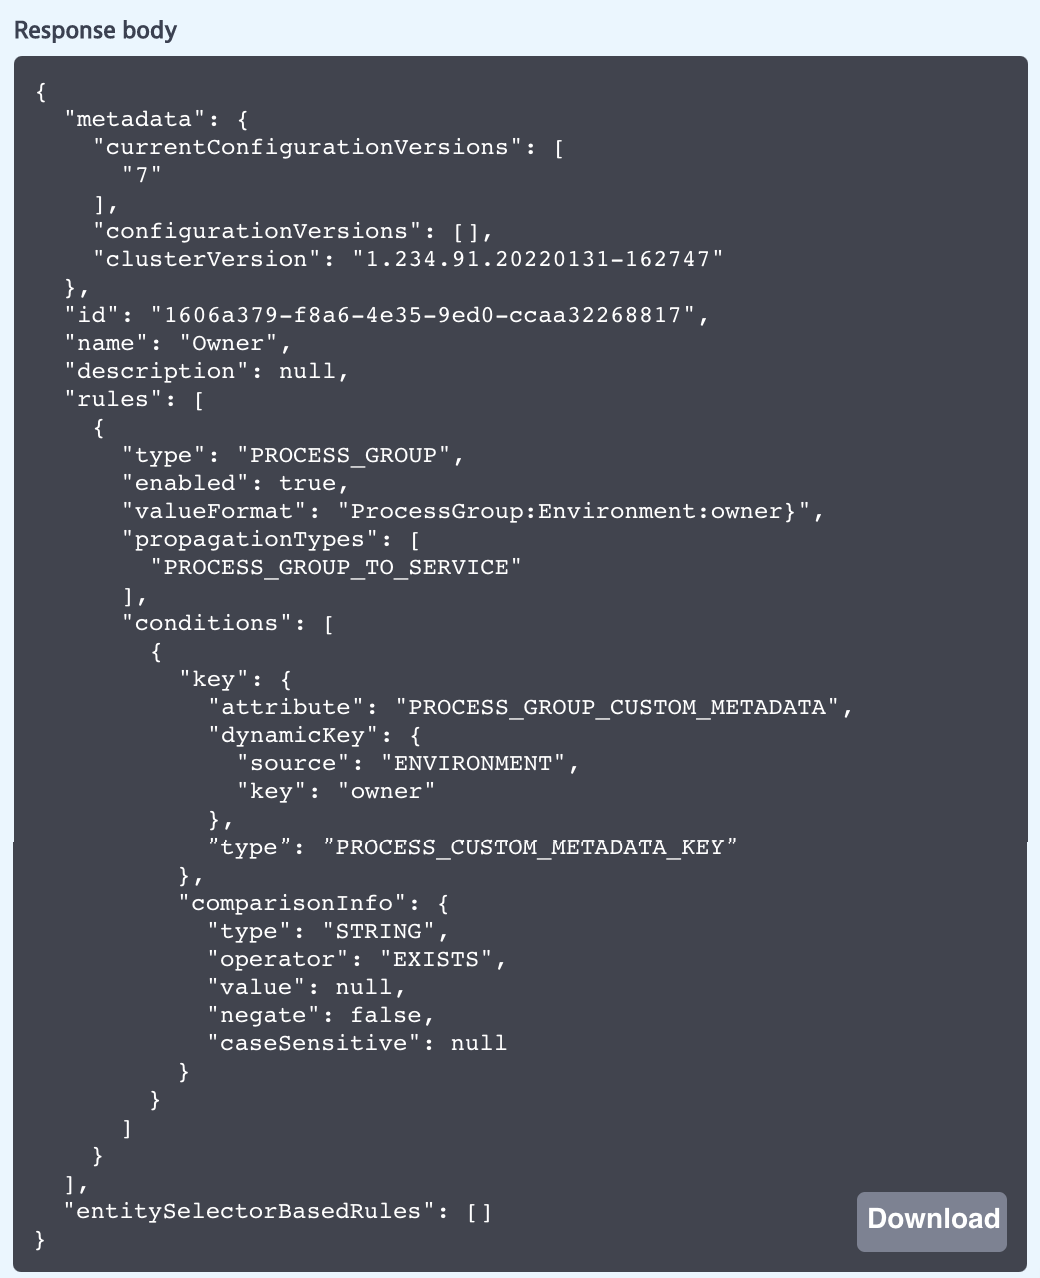 Response body
{
  "metadata": {
    "currentConfigurationVersions": [
      "7"
    ],
    "configurationVersions": [],
    "clusterVersion": "1.234.91.20220131-162747"
  },
  "id": "1606a379-f8a6-4e35-9ed0-ccaa32268817",
  "name": "Owner",
  "description": null,
  "rules": [
    {
      "type": "PROCESS_GROUP",
      "enabled": true,
      "valueFormat": "ProcessGroup:Environment:owner}",
      "propagationTypes": [
        "PROCESS_GROUP_TO_SERVICE"
      ],
      "conditions": [
        {
          "key": {
            "attribute": "PROCESS_GROUP_CUSTOM_METADATA",
            "dynamicKey": {
              "source": "ENVIRONMENT",
              "key": "owner"
            },
            ”type”: ”PROCESS_CUSTOM_METADATA_KEY”
          },
          "comparisonInfo": {
            "type": "STRING",
            "operator": "EXISTS",
            "value": null,
            "negate": false,
            "caseSensitive": null
          }
        }
      ]
    }
  ],
  "entitySelectorBasedRules": []
}
Download